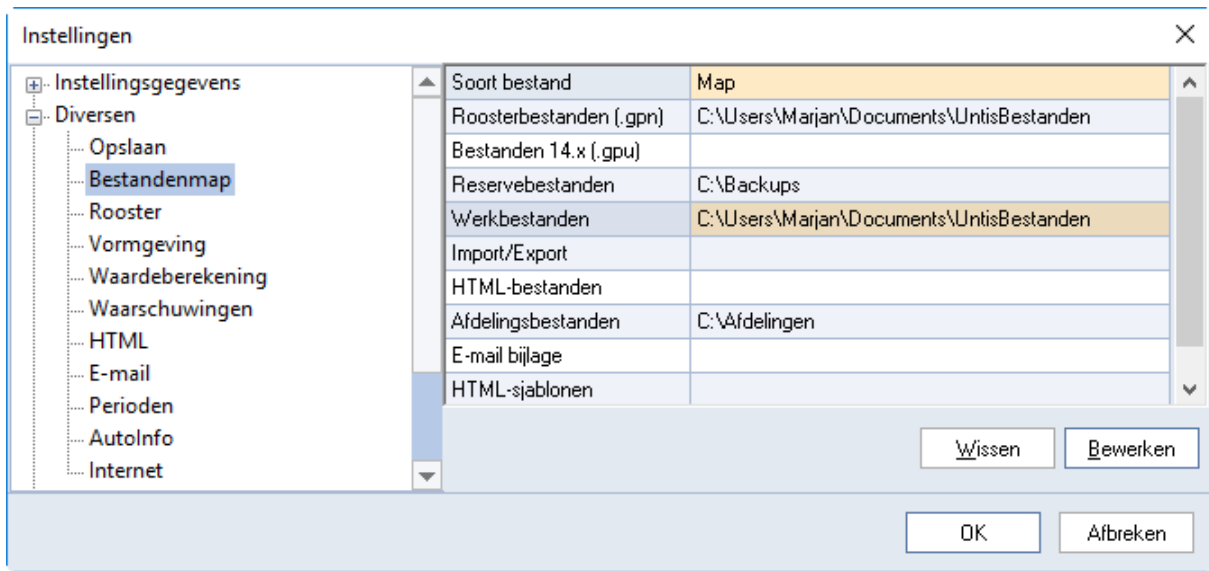 Instellingen
Instellingsgegevens
Diversen
Opslaan
Bestandenmap
Rooster
Vormgeving
Waardeberekening
Waarschuwingen
HTML
E-mail
Perioden
AutoInfo
Internet
Soort bestand Map
Roosterbestanden (.gpn) C:\Users\Marjan\Documents\UntisBestanden
Bestanden 14.x (.gpu)
Reservebestanden C:\Backups
Werkbestanden C:\Users\Marjan\Documents\UntisBestanden
Import/Export
HTML-bestanden
Afdelingsbestanden C:\Afdelingen
E-mail bijlage
HTML-sjablonen
Wissen Bewerken
OK Afbreken